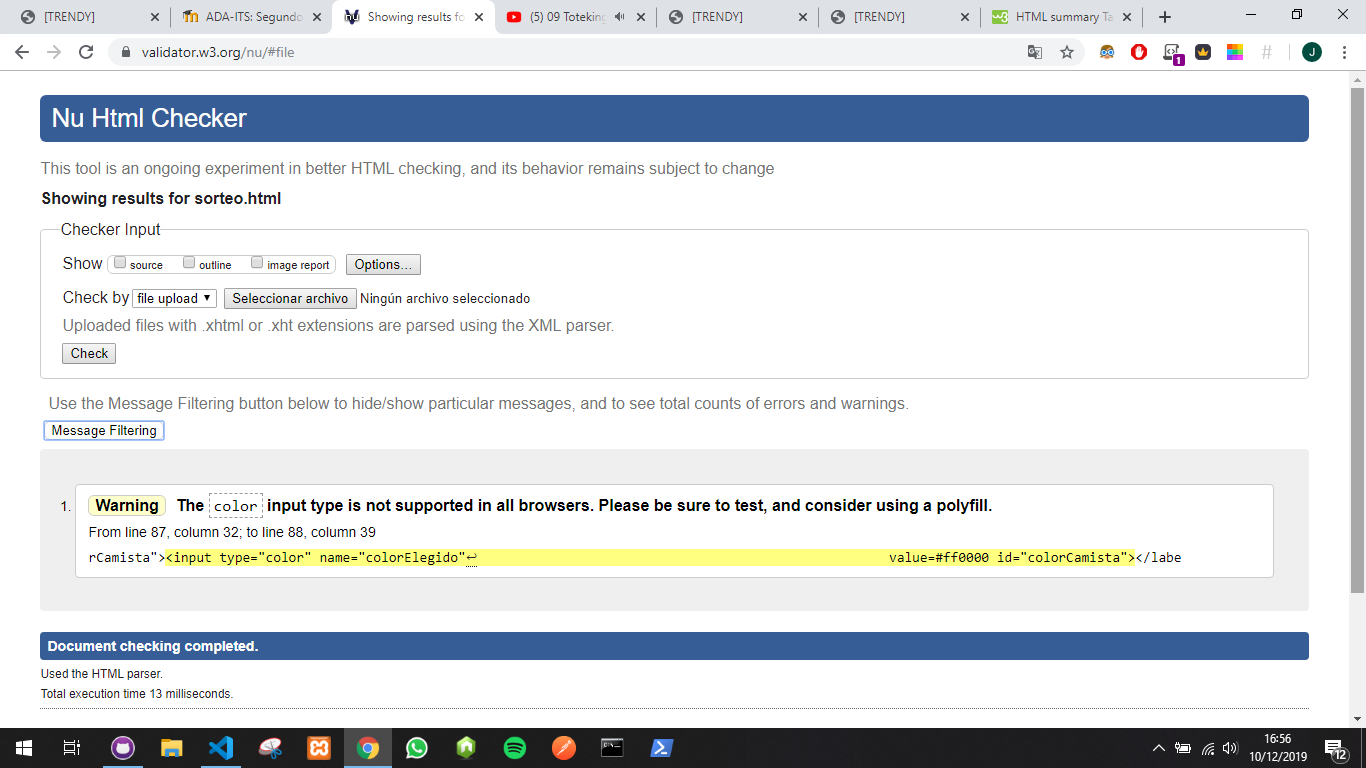 [TRENDY]
ADA-ITS: Segundo
Showing results fo
(5) 09 Toteking
[TRENDY]
[TRENDY]
HTML summary Ta
validator.w3.org/nu/#file
1
J
Nu Html Checker
This tool is an ongoing experiment in better HTML checking, and its behavior remains subject to change
Showing results for sorteo.html
Checker Input
Show source outline image report Options...
Check by file upload Seleccionar archivo Ningún archivo seleccionado
Uploaded files with .xhtml or .xht extensions are parsed using the XML parser.
Check
Use the Message Filtering button below to hide/show particular messages, and to see total counts of errors and warnings.
Message Filtering
1. Warning The color input type is not supported in all browsers. Please be sure to test, and consider using a polyfill.
From line 87, column 32; to line 88, column 39
rCamista"><input type="color" name="colorElegido"↩ value=#ff0000 id="colorCamista"></labe
Document checking completed.
Used the HTML parser.
Total execution time 13 milliseconds.
16:56
10/12/2019
12